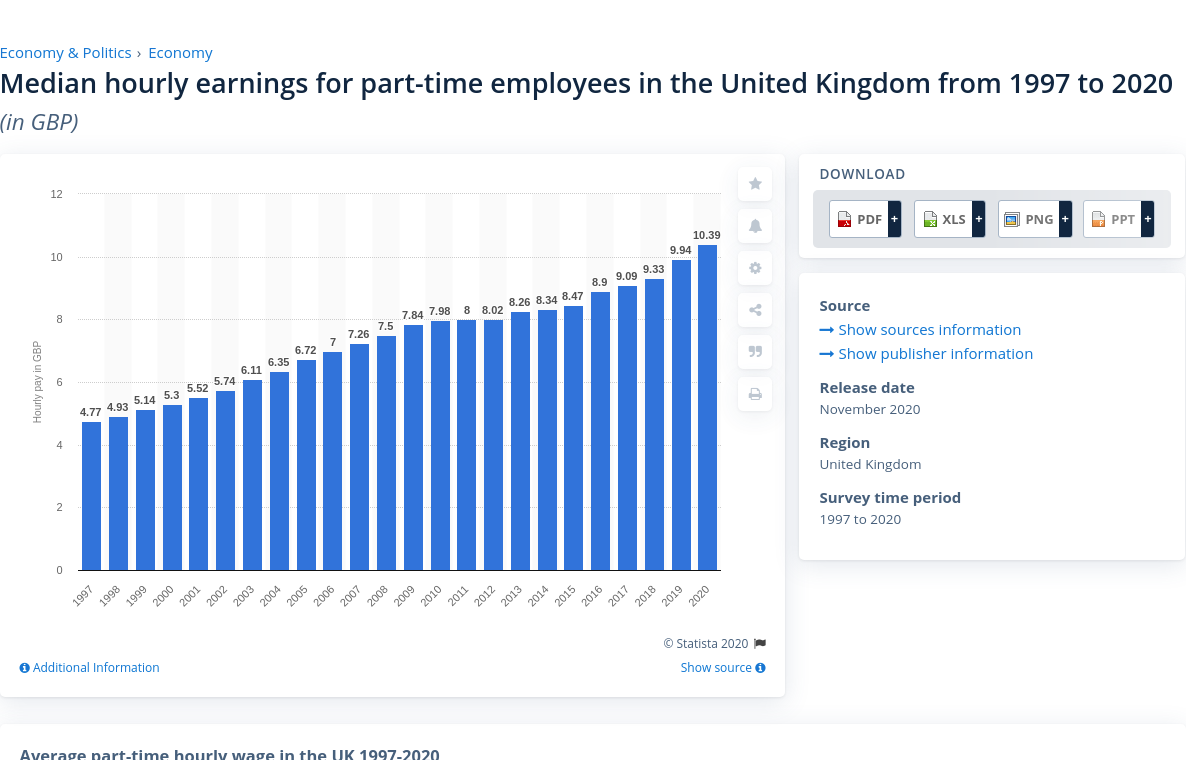 Economy & Politics › Economy
Median hourly earnings for part-time employees in the United Kingdom from 1997 to 2020
(in GBP)
Hourly pay in GBP
12
10
8
6
4
2
0
4.77
4.93
5.14
5.3
5.52
5.74
6.11
6.35
6.72
7
7.26
7.5
7.84
7.98
8
8.02
8.26
8.34
8.47
8.9
9.09
9.33
9.94
10.39
1997
1998
1999
2000
2001
2002
2003
2004
2005
2006
2007
2008
2009
2010
2011
2012
2013
2014
2015
2016
2017
2018
2019
2020
© Statista 2020
Additional Information
Show source
DOWNLOAD
PDF + XLS + PNG + PPT +
Source
Show sources information
Show publisher information
Release date
November 2020
Region
United Kingdom
Survey time period
1997 to 2020
Average part-time hourly wage in the UK 1997-2020